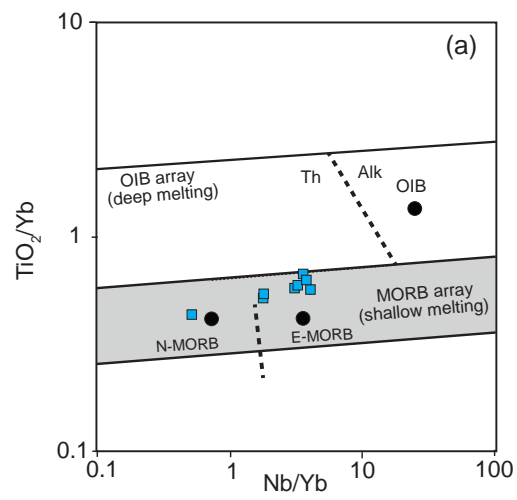 10
(a)
OIB array
(deep melting)
Th
Alk
OIB
TiO₂/Yb
1
MORB array
(shallow melting)
N-MORB
E-MORB
0.1
0.1
1
10
100
Nb/Yb